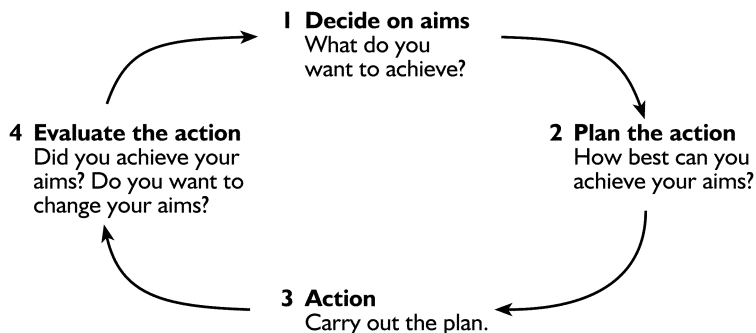 1 Decide on aims
What do you
want to achieve?
2 Plan the action
How best can you
achieve your aims?
3 Action
Carry out the plan.
4 Evaluate the action
Did you achieve your
aims? Do you want to
change your aims?